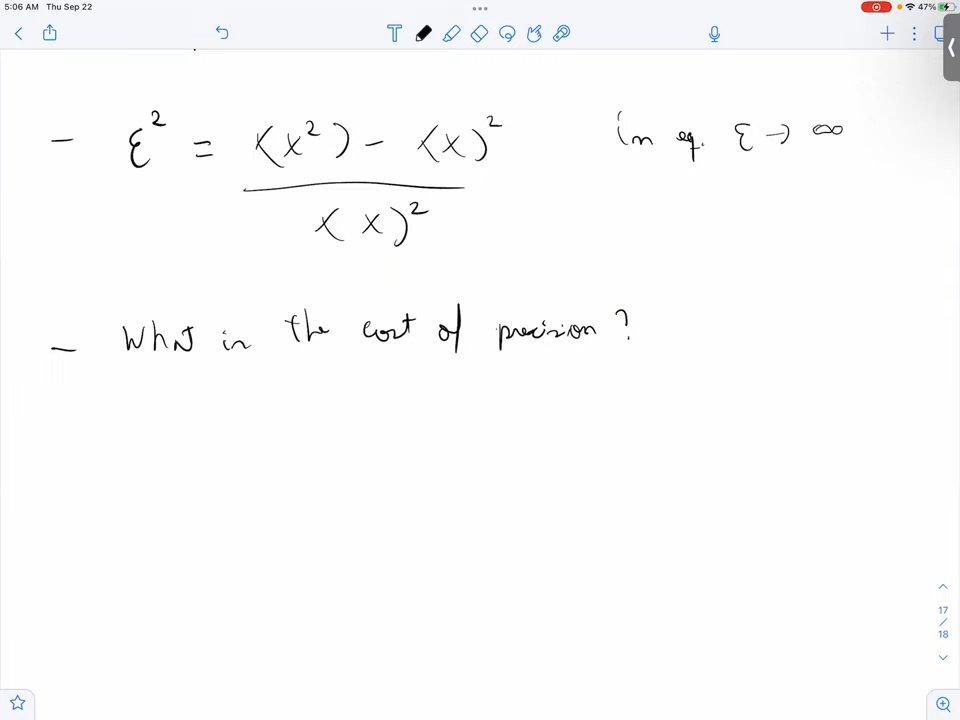 5:06 AM Thu Sep 22
47%
- ε² = (⟨x²⟩ - ⟨x⟩²) / ⟨x⟩² in eq. ε → ∞
- What is the cost of precision?
17
/
18